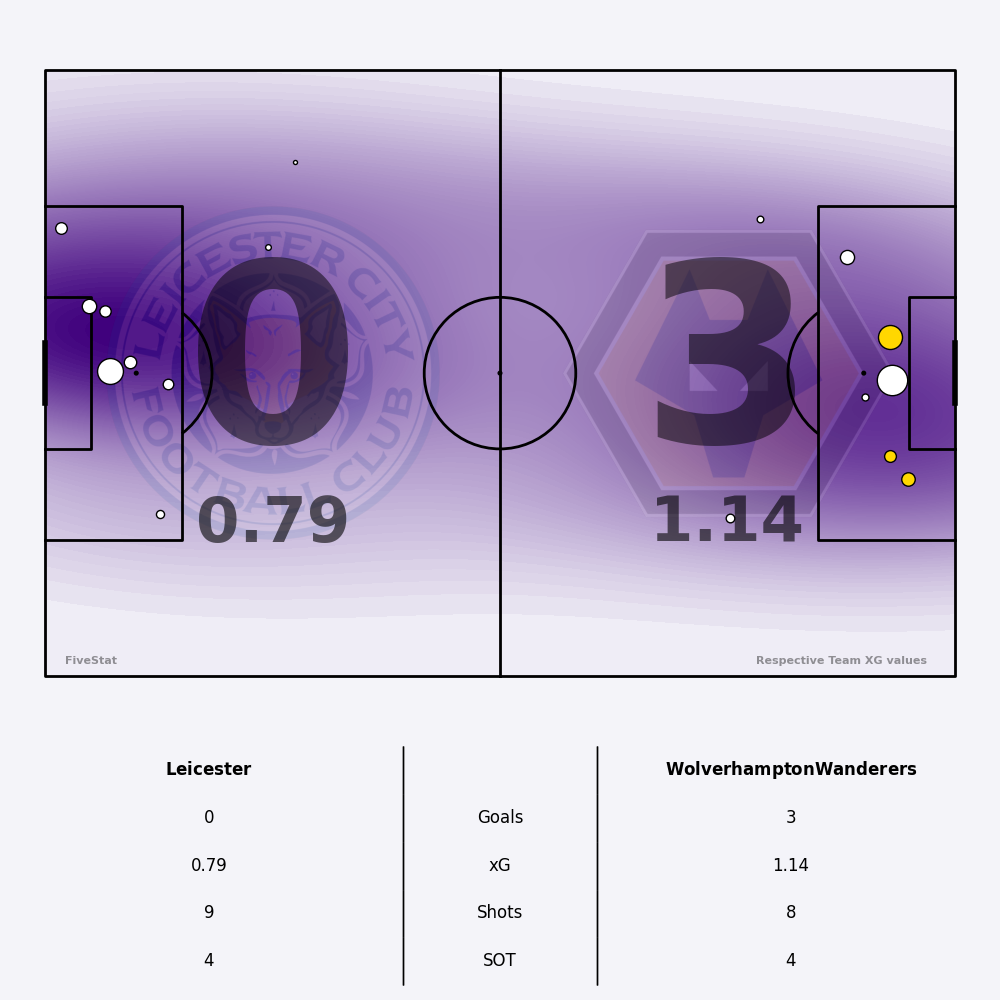 LEICESTER CITY
FOOTBALL CLUB
0
3
0.79
1.14
FiveStat
Respective Team XG values
Leicester
WolverhamptonWanderers
0
Goals
3
0.79
xG
1.14
9
Shots
8
4
SOT
4